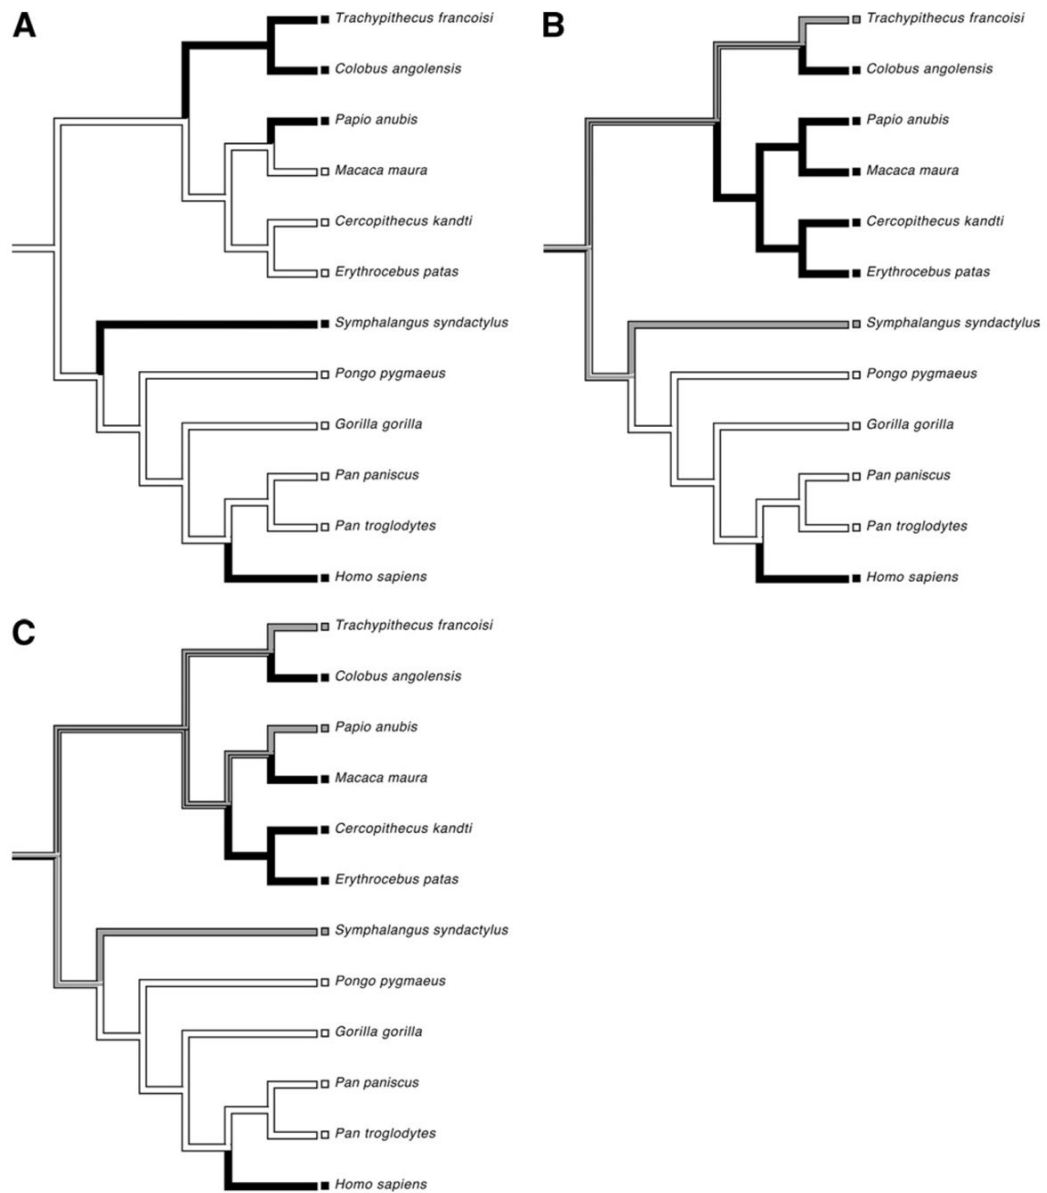 A
Trachypithecus francoisi
Colobus angolensis
Papio anubis
Macaca maura
Cercopithecus kandti
Erythrocebus patas
Symphalangus syndactylus
Pongo pygmaeus
Gorilla gorilla
Pan paniscus
Pan troglodytes
Homo sapiens
B
Trachypithecus francoisi
Colobus angolensis
Papio anubis
Macaca maura
Cercopithecus kandti
Erythrocebus patas
Symphalangus syndactylus
Pongo pygmaeus
Gorilla gorilla
Pan paniscus
Pan troglodytes
Homo sapiens
C
Trachypithecus francoisi
Colobus angolensis
Papio anubis
Macaca maura
Cercopithecus kandti
Erythrocebus patas
Symphalangus syndactylus
Pongo pygmaeus
Gorilla gorilla
Pan paniscus
Pan troglodytes
Homo sapiens